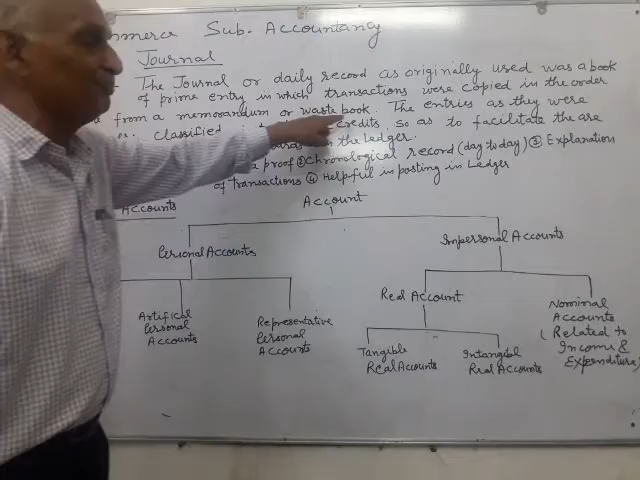 mmerce Sub. Accountancy
Journal
The Journal or daily record as originally used was a book
of prime entry in which transactions were copied in the order
from a memorandum or waste book. The entries as they were
classified credits, so as to facilitate the are
in the Ledger.
a proof ② Chronological record (day to day) ③ Explanation
of transactions ④ Helpful in posting in Ledger
Accounts
Account
Personal Accounts
Impersonal Accounts
Artifical Personal Accounts
Representative Personal Accounts
Real Account
Nominal Accounts (Related to Income & Expenditure)
Tangible Real Accounts
Intangible Real Accounts